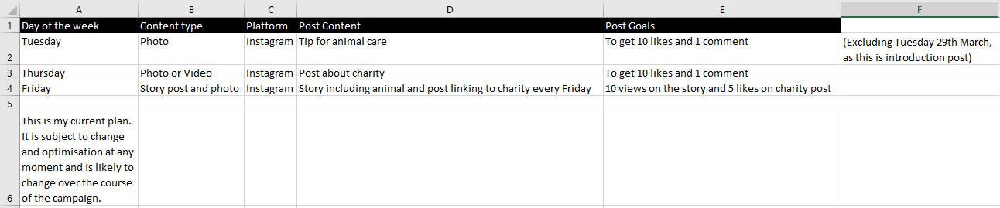 A B C D E F
1 Day of the week Content type Platform Post Content Post Goals
Tuesday Photo Instagram Tip for animal care To get 10 likes and 1 comment (Excluding Tuesday 29th March,
2 as this is introduction post)
3 Thursday Photo or Video Instagram Post about charity To get 10 likes and 1 comment
4 Friday Story post and photo Instagram Story including animal and post linking to charity every Friday 10 views on the story and 5 likes on charity post
5
This is my current plan.
It is subject to change
and optimisation at any
moment and is likely to
change over the course
6 of the campaign.